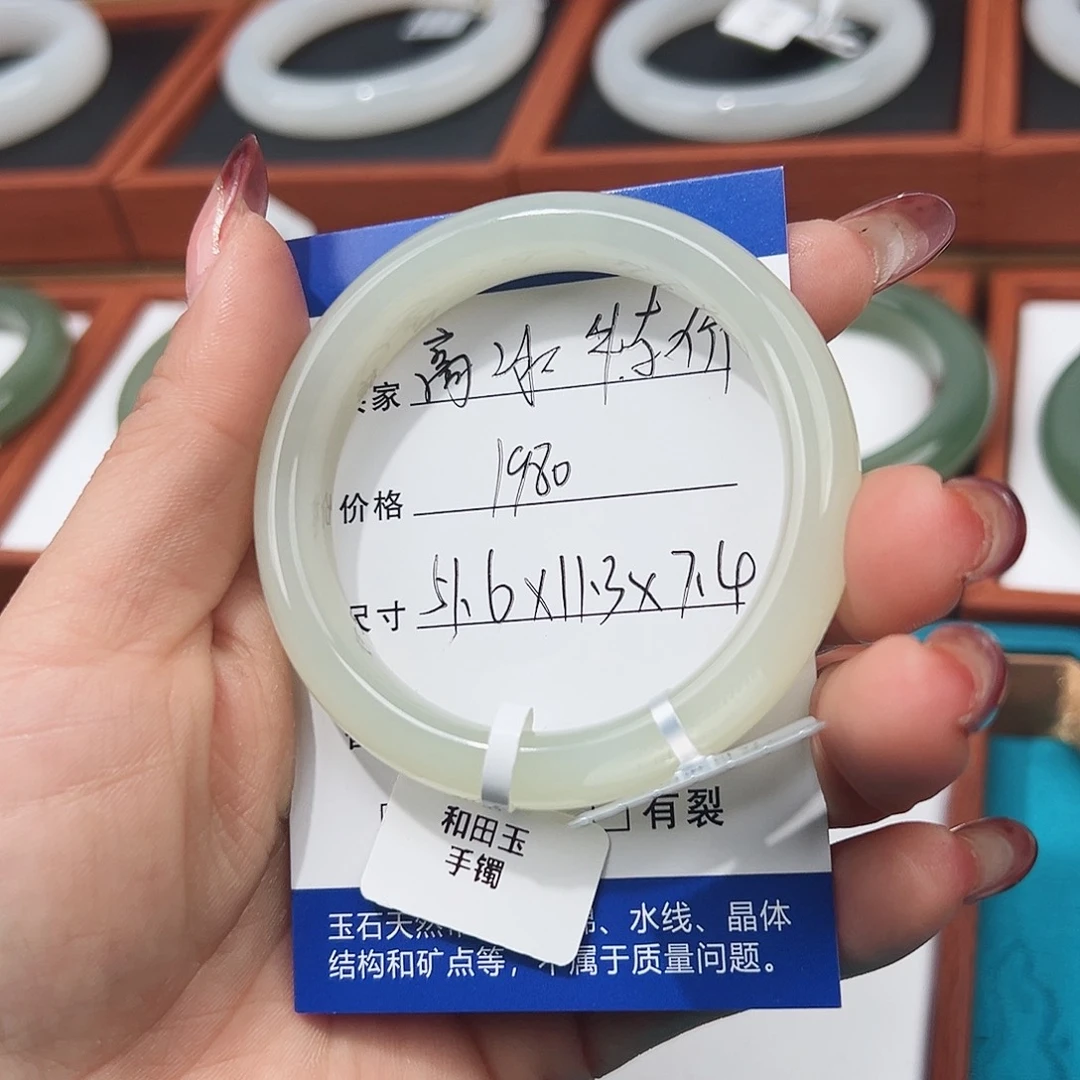 家 高冰 特价
价格 1980
尺寸 51.6x11.3x7.4
有裂
和田玉
手镯
玉石天然 、水线、晶体
结构和矿点等，不属于质量问题。